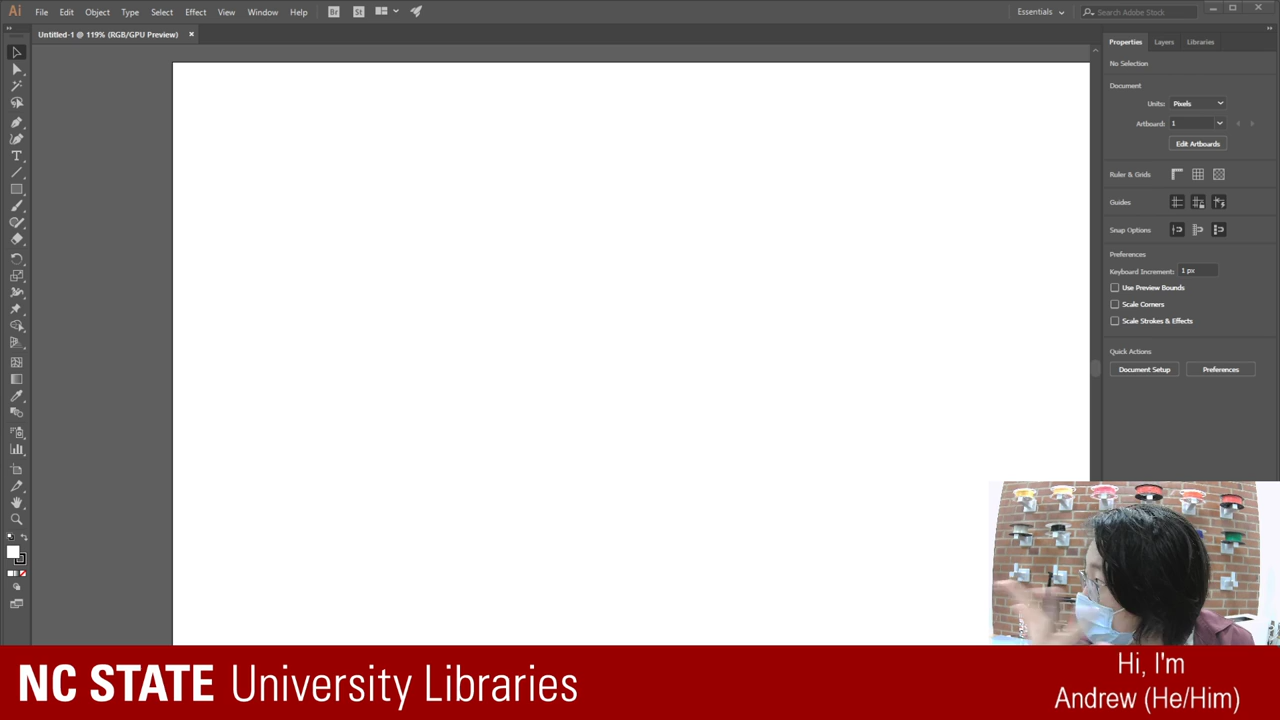 Ai File Edit Object Type Select Effect View Window Help Br St Essentials Search Adobe Stock
Untitled-1 @ 119% (RGB/GPU Preview) ×
Properties Layers Libraries
No Selection
Document
Units: Pixels
Artboard: 1
Edit Artboards
Ruler & Grids
Guides
Snap Options
Preferences
Keyboard Increment: 1 px
Use Preview Bounds
Scale Corners
Scale Strokes & Effects
Quick Actions
Document Setup Preferences
NC STATE University Libraries
Hi, I'm
Andrew (He/Him)